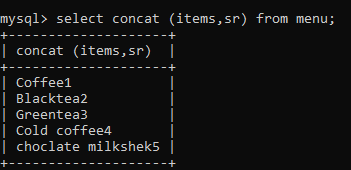 mysql> select concat (items,sr) from menu;
+--------------------+
| concat (items,sr)  |
+--------------------+
| Coffee1            |
| Blacktea2          |
| Greentea3          |
| Cold coffee4       |
| choclate milkshek5 |
+--------------------+